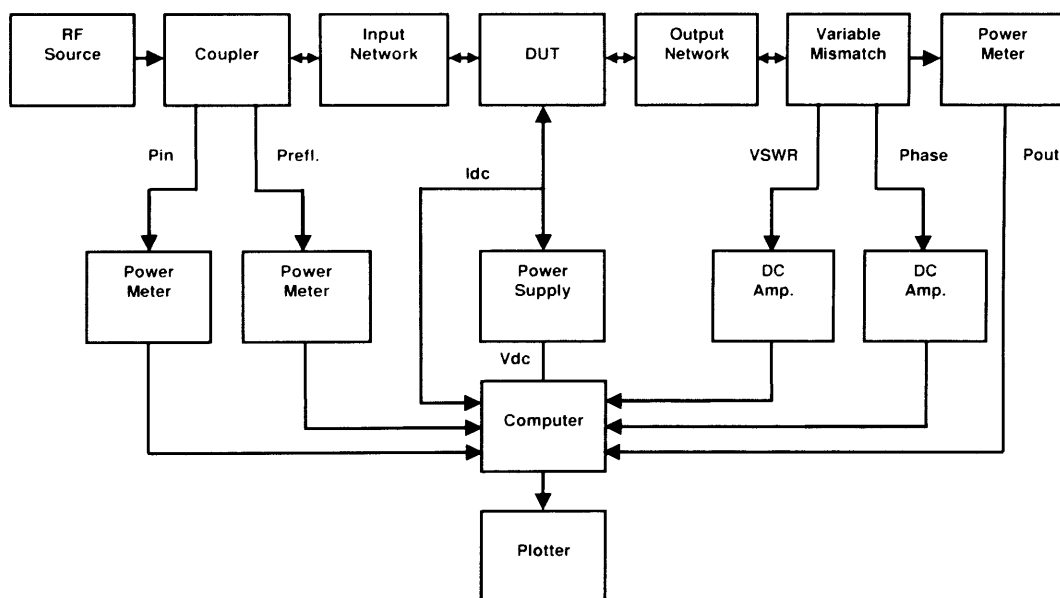 RF
Source
Coupler
Input
Network
DUT
Output
Network
Variable
Mismatch
Power
Meter
Pin
Prefl.
Idc
VSWR
Phase
Pout
Power
Meter
Power
Meter
Power
Supply
DC
Amp.
DC
Amp.
Vdc
Computer
Plotter